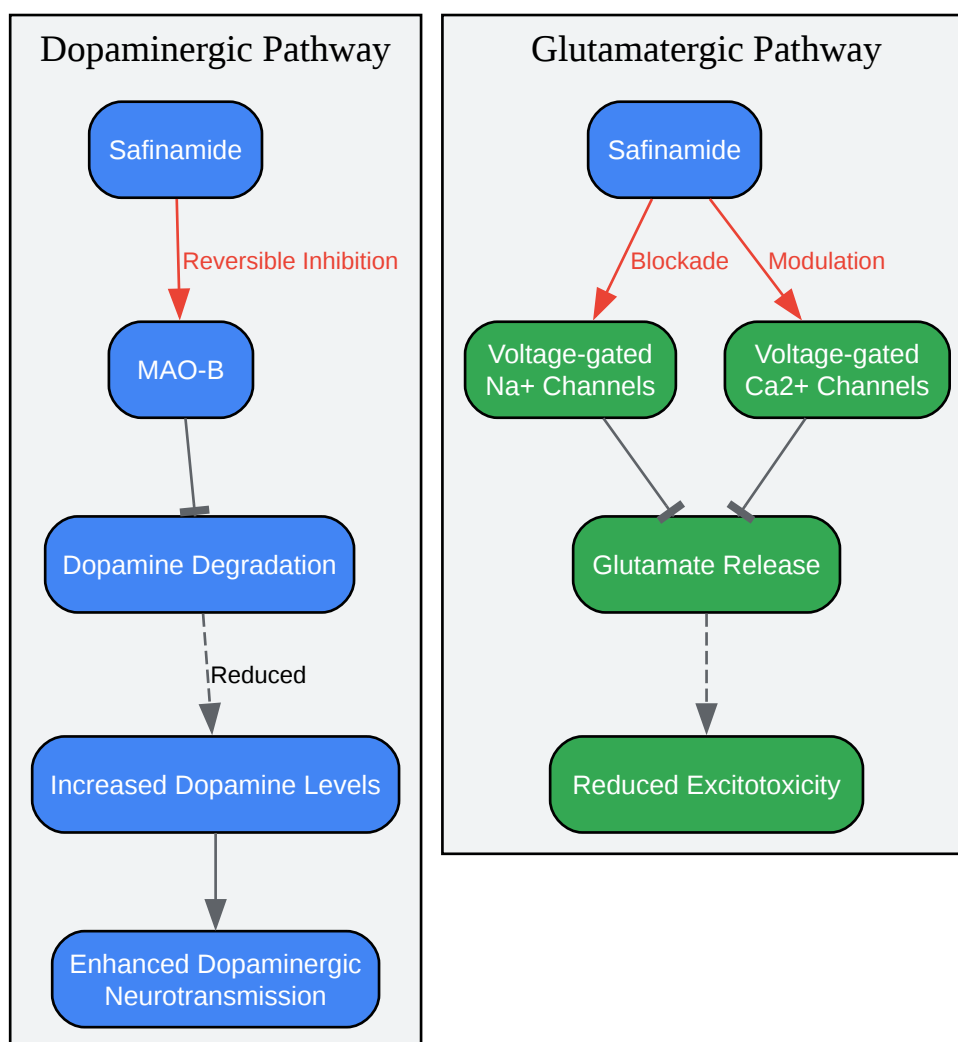 Dopaminergic Pathway
Safinamide
Reversible Inhibition
MAO-B
Dopamine Degradation
Reduced
Increased Dopamine Levels
Enhanced Dopaminergic
Neurotransmission
Glutamatergic Pathway
Safinamide
Blockade
Modulation
Voltage-gated
Na+ Channels
Voltage-gated
Ca2+ Channels
Glutamate Release
Reduced Excitotoxicity